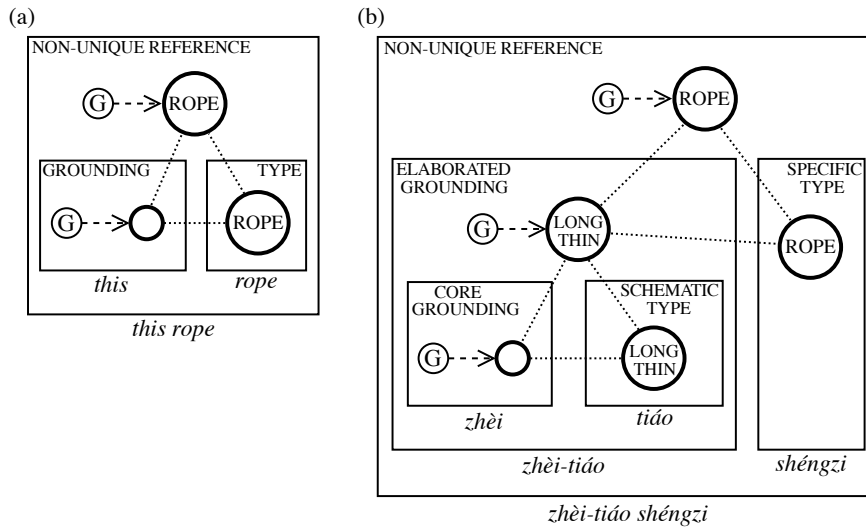 (a)
NON-UNIQUE REFERENCE
G
ROPE
GROUNDING
TYPE
G
ROPE
this
rope
this rope
(b)
NON-UNIQUE REFERENCE
G
ROPE
ELABORATED
GROUNDING
SPECIFIC
TYPE
G
LONG
THIN
ROPE
CORE
GROUNDING
SCHEMATIC
TYPE
G
LONG
THIN
zhèi
tiáo
zhèi-tiáo
shéngzi
zhèi-tiáo shéngzi